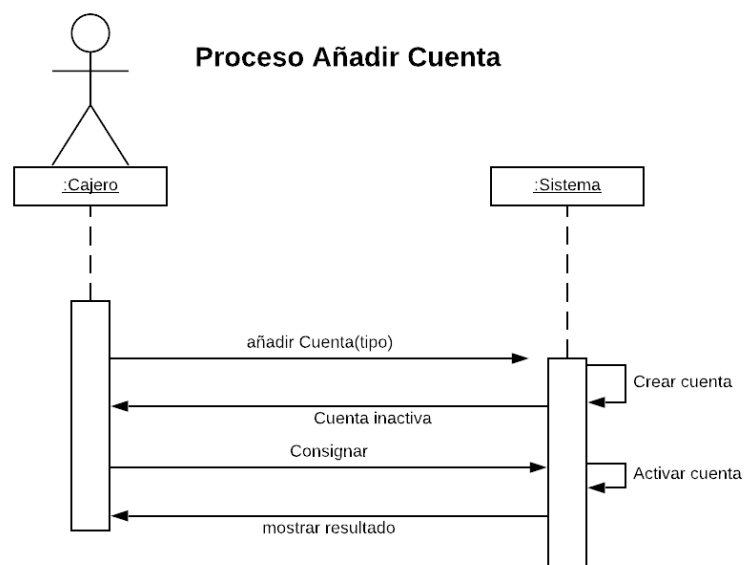 Proceso Añadir Cuenta
:Cajero
:Sistema
añadir Cuenta(tipo)
Crear cuenta
Cuenta inactiva
Consignar
Activar cuenta
mostrar resultado